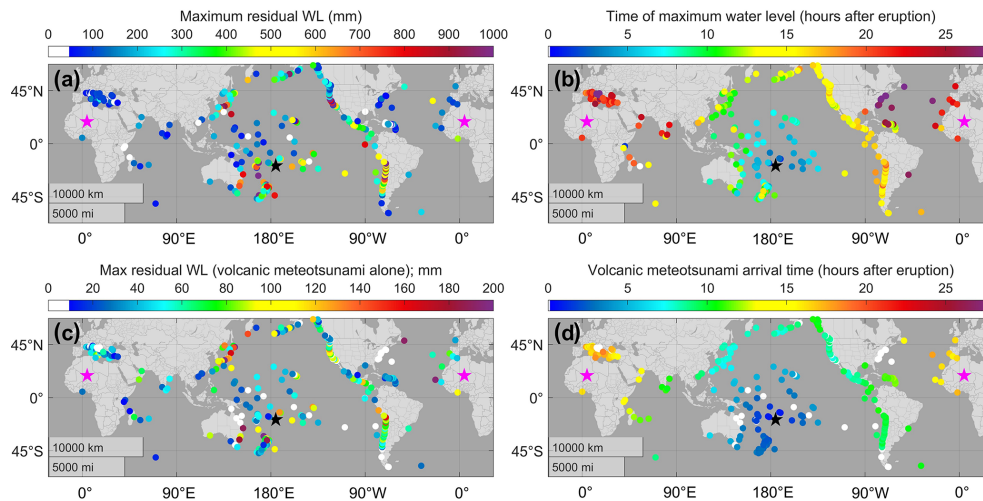 Maximum residual WL (mm)
0 100 200 300 400 500 600 700 800 900 1000
(a)
45°N
0°
45°S
10000 km
5000 mi
0° 90°E 180°E 90°W 0°
Time of maximum water level (hours after eruption)
0 5 10 15 20 25
(b)
45°N
0°
45°S
10000 km
5000 mi
0° 90°E 180°E 90°W 0°
Max residual WL (volcanic meteotsunami alone); mm
0 20 40 60 80 100 120 140 160 180 200
(c)
45°N
0°
45°S
10000 km
5000 mi
0° 90°E 180°E 90°W 0°
Volcanic meteotsunami arrival time (hours after eruption)
0 5 10 15 20 25
(d)
45°N
0°
45°S
10000 km
5000 mi
0° 90°E 180°E 90°W 0°